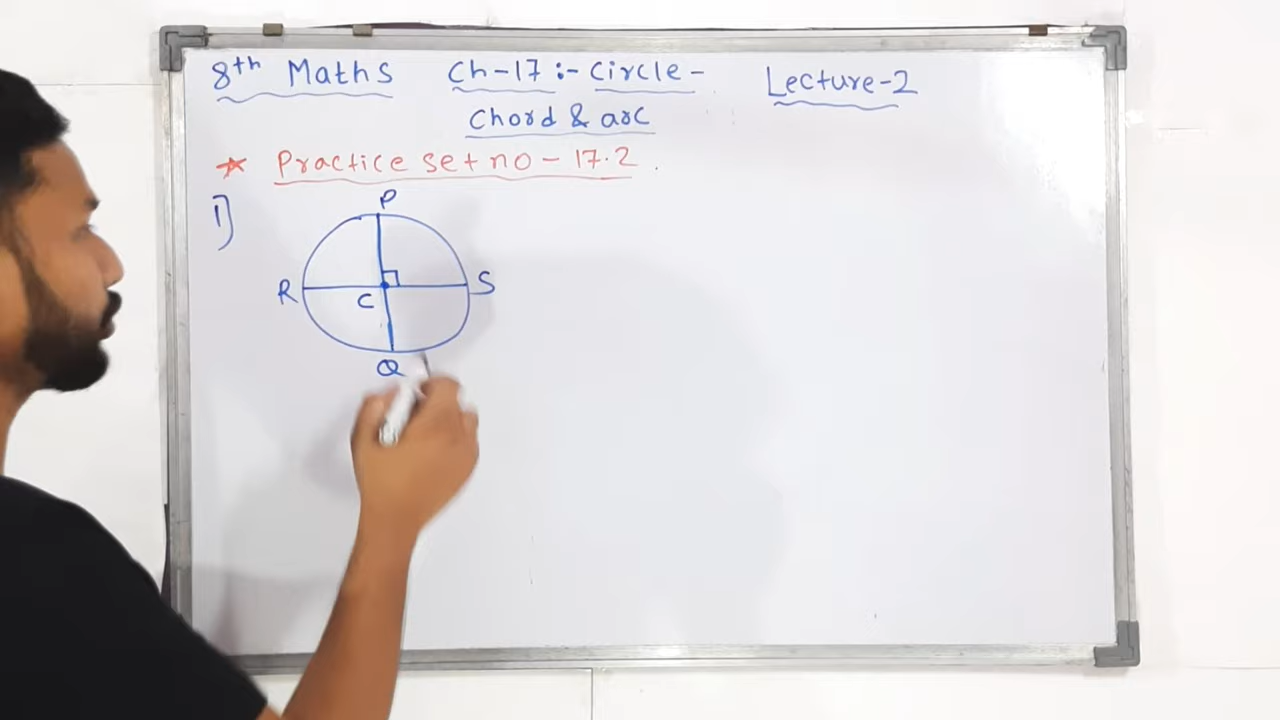 8th Maths Ch-17 :- Circle - Lecture-2
Chord & arc
★ Practice set no - 17.2.
1)
P
R C S
Q